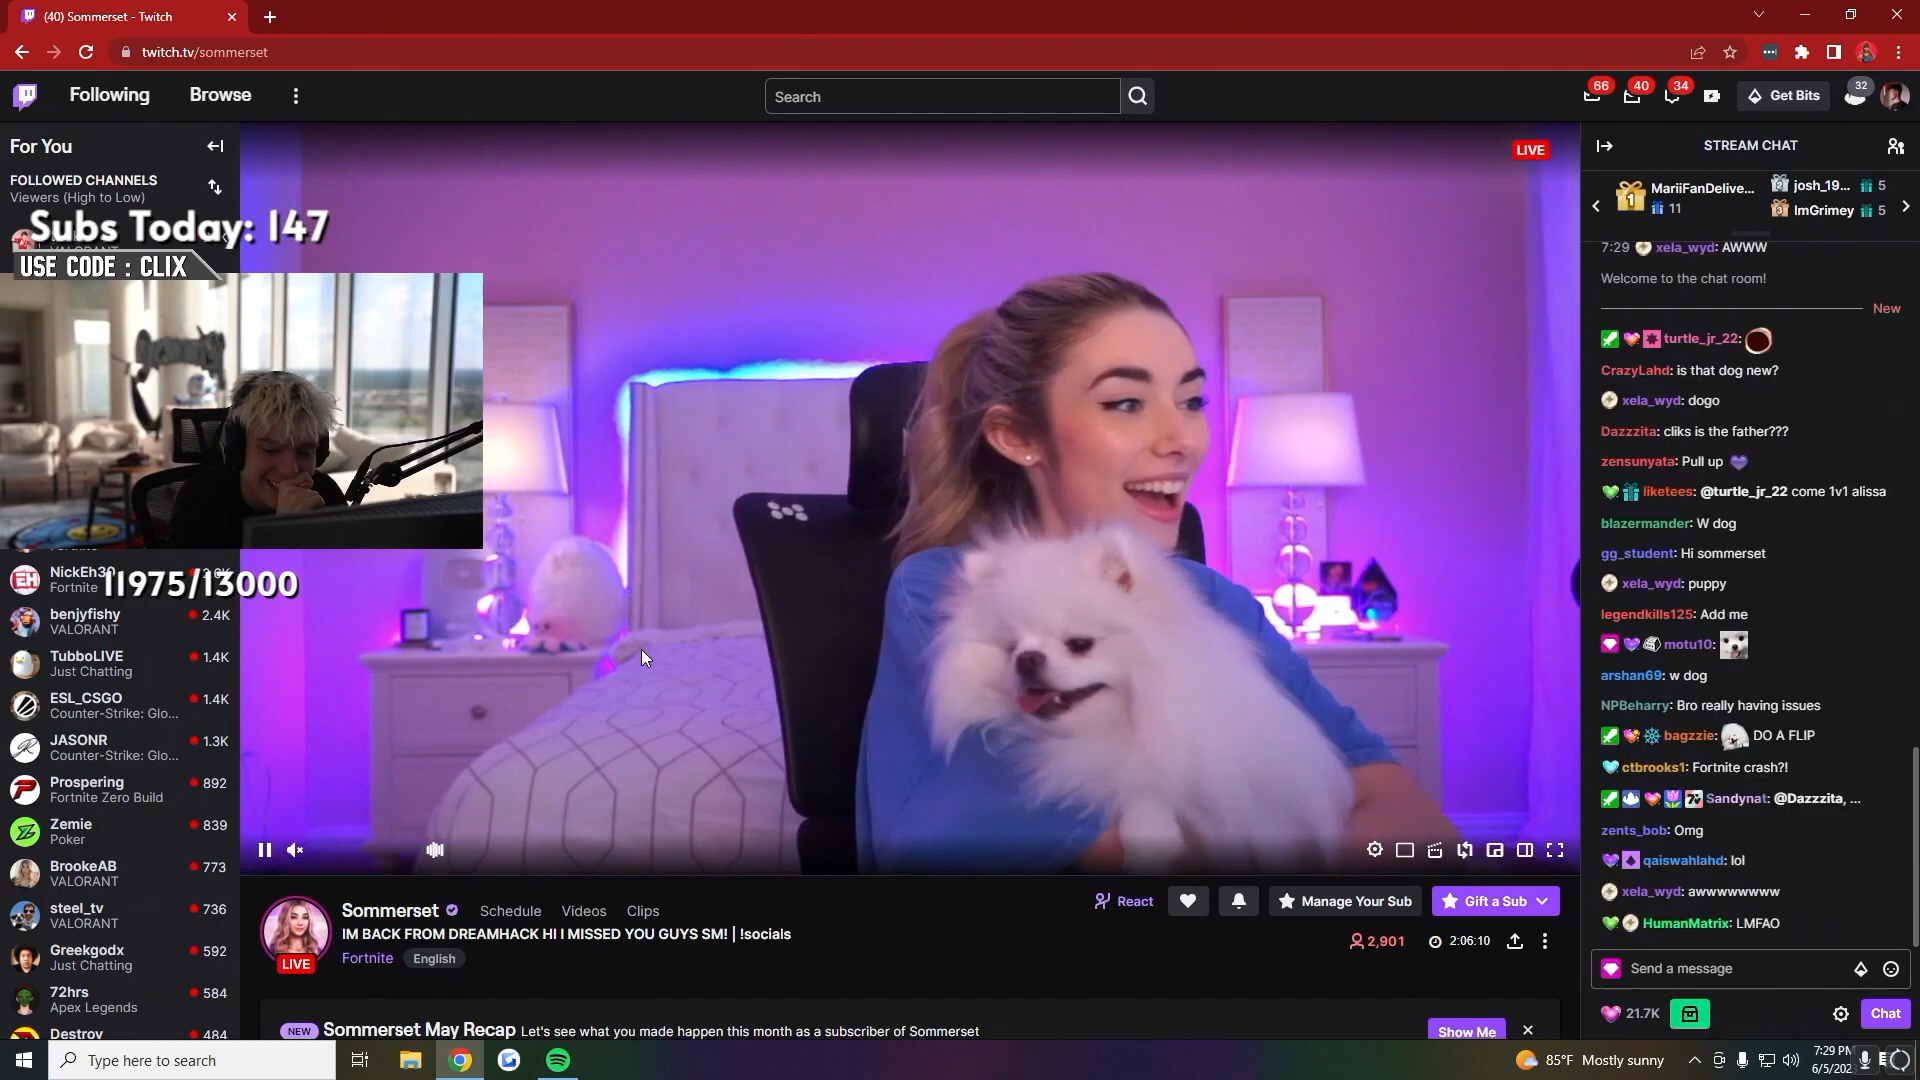 (40) Sommerset - Twitch
twitch.tv/sommerset
Following
Browse
Search
66
40
34
Get Bits
32
For You
FOLLOWED CHANNELS
Viewers (High to Low)
Subs Today: 147
USE CODE : CLIX
NickEh30
Fortnite
11975/13000
benjyfishy
2.4K
VALORANT
TubboLIVE
1.4K
Just Chatting
ESL_CSGO
1.4K
Counter-Strike: Glo...
JASONR
1.3K
Counter-Strike: Glo...
Prospering
892
Fortnite Zero Build
Zemie
839
Poker
BrookeAB
773
VALORANT
steel_tv
736
VALORANT
Greekgodx
592
Just Chatting
72hrs
584
Apex Legends
Destroy
484
LIVE
Sommerset
Schedule
Videos
Clips
React
Manage Your Sub
Gift a Sub
IM BACK FROM DREAMHACK HI I MISSED YOU GUYS SM! | !socials
2,901
2:06:10
Fortnite
English
LIVE
NEW
Sommerset May Recap Let's see what you made happen this month as a subscriber of Sommerset
Show Me
STREAM CHAT
1
MariiFanDelive...
11
josh_19...
5
ImGrimey
5
7:29 xela_wyd: AWWW
Welcome to the chat room!
New
turtle_jr_22:
CrazyLahd: is that dog new?
xela_wyd: dogo
Dazzzita: cliks is the father???
zensunyata: Pull up
liketees: @turtle_jr_22 come 1v1 alissa
blazermander: W dog
gg_student: Hi sommerset
xela_wyd: puppy
legendkills125: Add me
motu10:
arshan69: w dog
NPBeharry: Bro really having issues
bagzzie: DO A FLIP
ctbrooks1: Fortnite crash?!
Sandynat: @Dazzzita, ...
zents_bob: Omg
qaiswahlahd: lol
xela_wyd: awwwwwwww
HumanMatrix: LMFAO
Send a message
21.7K
Chat
Type here to search
85°F Mostly sunny
7:29 PM